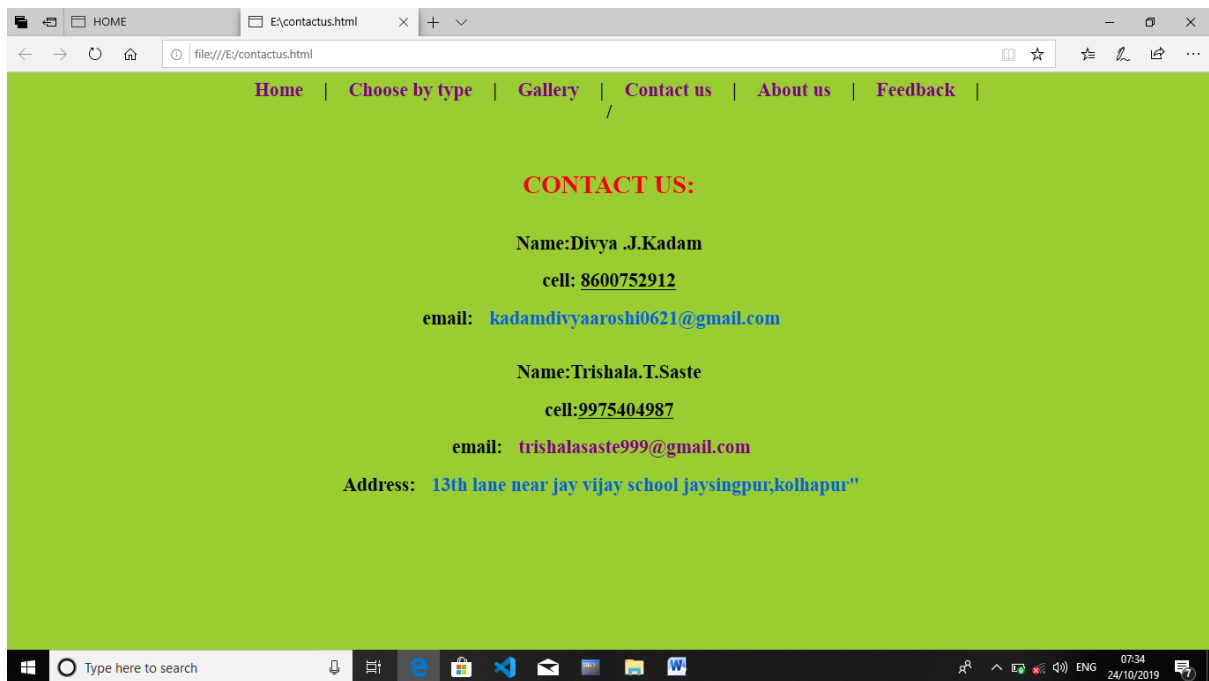 HOME
E:\contactus.html
file:///E:/contactus.html
Home | Choose by type | Gallery | Contact us | About us | Feedback |
/
CONTACT US:
Name:Divya .J.Kadam
cell: 8600752912
email: kadamdivyaaroshi0621@gmail.com
Name:Trishala.T.Saste
cell:9975404987
email: trishalasaste999@gmail.com
Address: 13th lane near jay vijay school jaysingpur,kolhapur"
Type here to search
ENG
07:34
24/10/2019
7